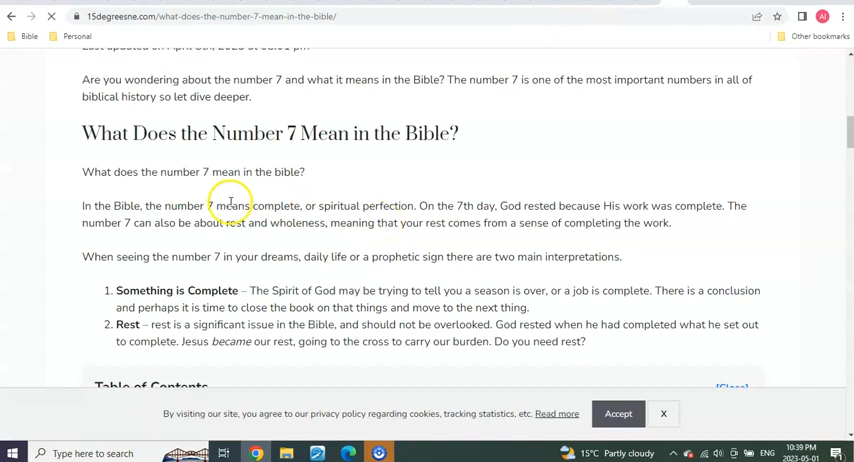 15degreesne.com/what-does-the-number-7-mean-in-the-bible/
AI
Bible
Personal
Other bookmarks
Are you wondering about the number 7 and what it means in the Bible? The number 7 is one of the most important numbers in all of
biblical history so let dive deeper.
What Does the Number 7 Mean in the Bible?
What does the number 7 mean in the bible?
In the Bible, the number 7 means complete, or spiritual perfection. On the 7th day, God rested because His work was complete. The
number 7 can also be about rest and wholeness, meaning that your rest comes from a sense of completing the work.
When seeing the number 7 in your dreams, daily life or a prophetic sign there are two main interpretations.
1. Something is Complete – The Spirit of God may be trying to tell you a season is over, or a job is complete. There is a conclusion
and perhaps it is time to close the book on that things and move to the next thing.
2. Rest – rest is a significant issue in the Bible, and should not be overlooked. God rested when he had completed what he set out
to complete. Jesus became our rest, going to the cross to carry our burden. Do you need rest?
Table of Contents
[Close]
By visiting our site, you agree to our privacy policy regarding cookies, tracking statistics, etc. Read more
Accept
X
Type here to search
15°C Partly cloudy
ENG
10:39 PM
2023-05-01